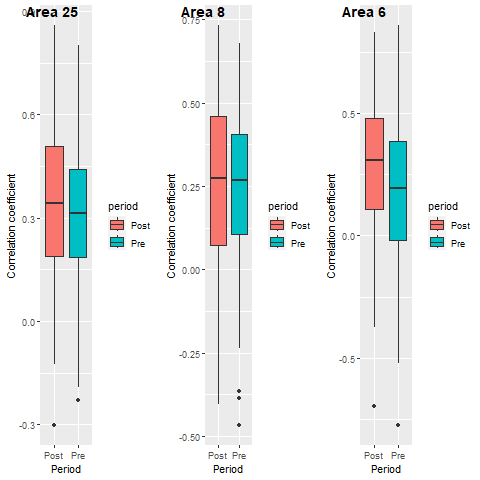 Area 25
0.6
0.3
0.0
-0.3
Correlation coefficient
Post Pre
Period
period
Post
Pre
Area 8
0.75
0.50
0.25
0.00
-0.25
-0.50
Correlation coefficient
Post Pre
Period
period
Post
Pre
Area 6
0.5
0.0
-0.5
Correlation coefficient
Post Pre
Period
period
Post
Pre